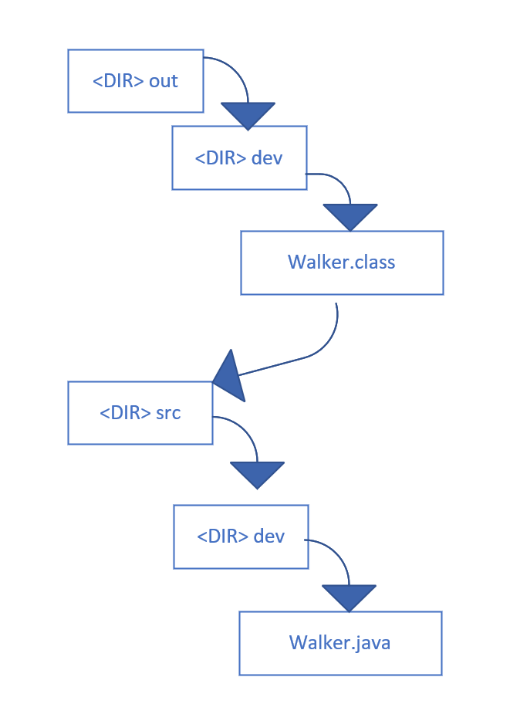 <DIR> out
<DIR> dev
Walker.class
<DIR> src
<DIR> dev
Walker.java